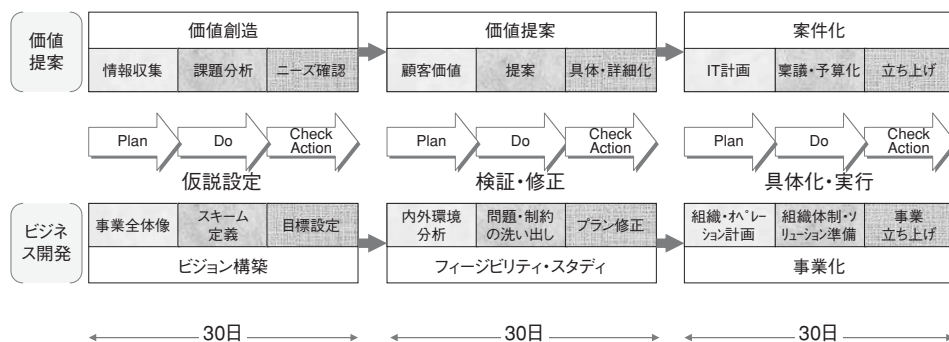 価値
提案
価値創造
情報収集
課題分析
ニーズ確認
価値提案
顧客価値
提案
具体・詳細化
案件化
IT計画
稟議・予算化
立ち上げ
Plan
Do
Check
Action
Plan
Do
Check
Action
Plan
Do
Check
Action
仮説設定
検証・修正
具体化・実行
ビジネ
ス開発
事業全体像
スキーム
定義
目標設定
ビジョン構築
内外環境
分析
問題・制約
の洗い出し
プラン修正
フィージビリティ・スタディ
組織・オペレー
ション計画
組織体制・ソ
リューション準備
事業
立ち上げ
事業化
30日
30日
30日